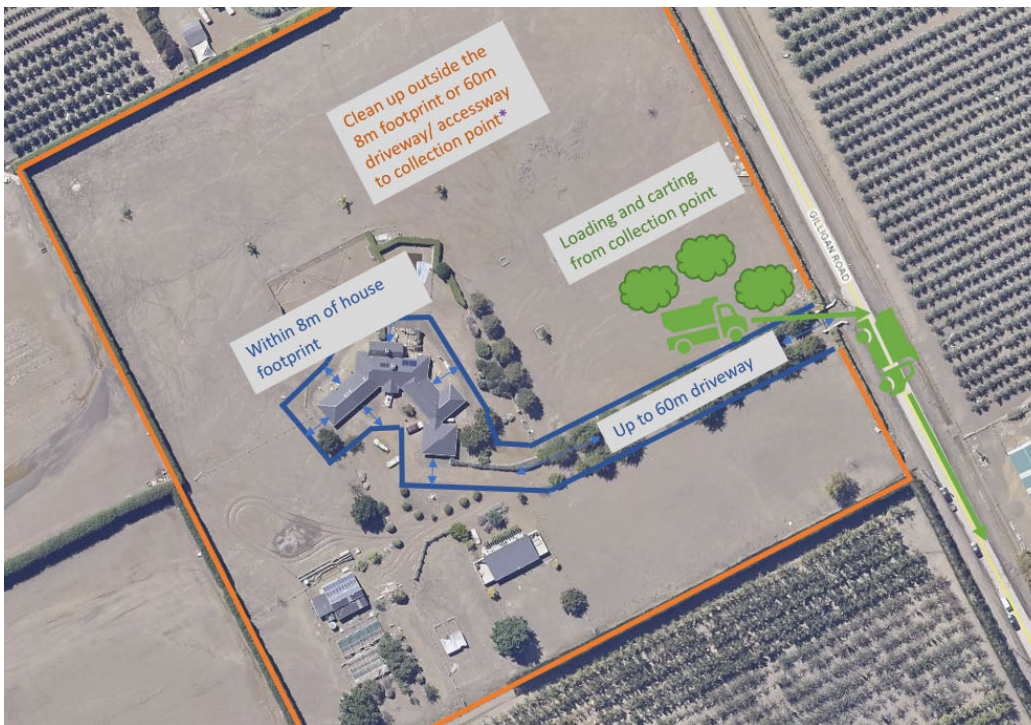 Clean up outside the
8m footprint or 60m
driveway/ accessway
to collection point*
Loading and carting
from collection point
GILLIGAN ROAD
Within 8m of house
footprint
Up to 60m driveway